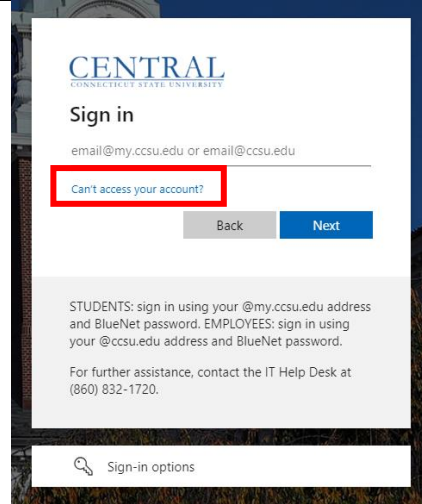 CENTRAL
CONNECTICUT STATE UNIVERSITY
Sign in
email@my.ccsu.edu or email@ccsu.edu
Can't access your account?
Back Next
STUDENTS: sign in using your @my.ccsu.edu address
and BlueNet password. EMPLOYEES: sign in using
your @ccsu.edu address and BlueNet password.
For further assistance, contact the IT Help Desk at
(860) 832-1720.
Sign-in options